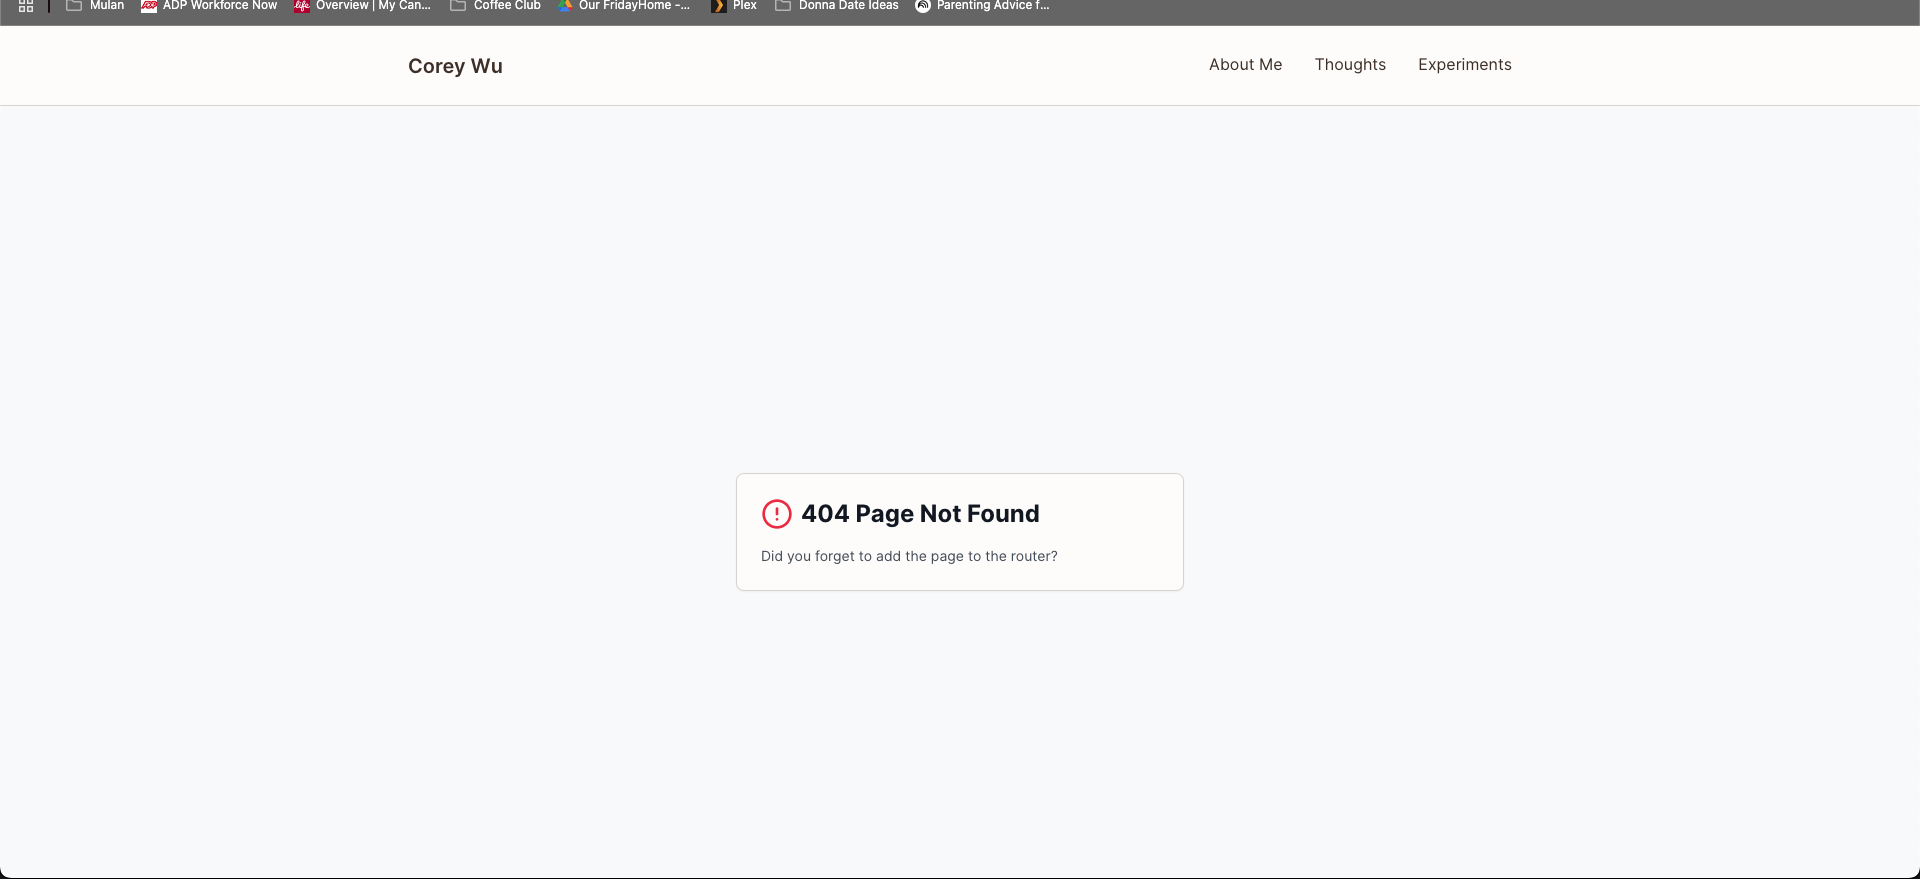 Mulan ADP Workforce Now Overview | My Can... Coffee Club Our FridayHome -... Plex Donna Date Ideas Parenting Advice f...
Corey Wu About Me Thoughts Experiments
404 Page Not Found
Did you forget to add the page to the router?